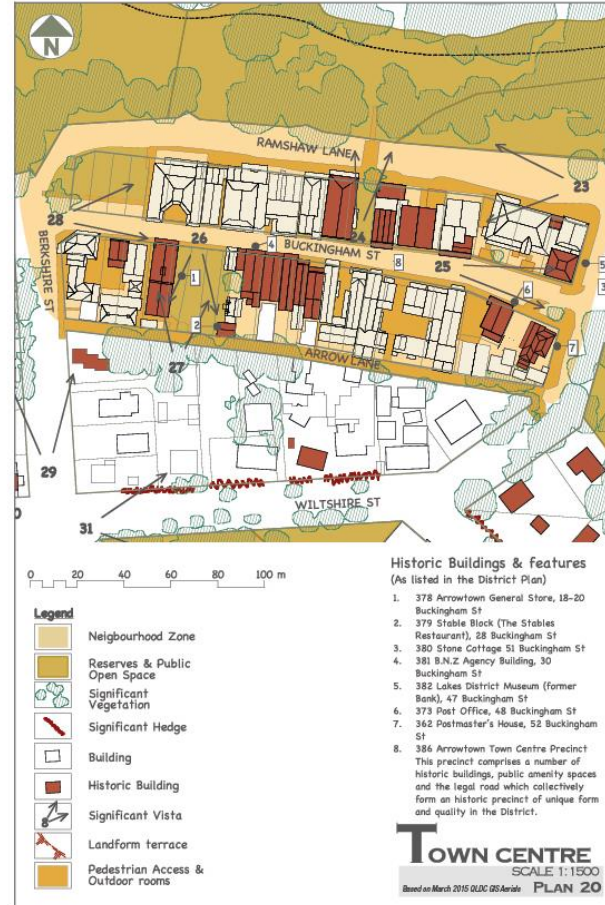 N
RAMSHAW LANE
23
24
28
26
4
BUCKINGHAM ST
8
25
5
3
BERKSHIRE ST
1
6
2
7
27
ARROW LANE
29
WILTSHIRE ST
31
0 20 40 60 80 100 m
Legend
Neigbourhood Zone
Reserves & Public
Open Space
Significant
Vegetation
Significant Hedge
Building
Historic Building
8
Significant Vista
Landform terrace
Pedestrian Access &
Outdoor rooms
Historic Buildings & features
(As listed in the District Plan)
1. 378 Arrowtown General Store, 18-20
Buckingham St
2. 379 Stable Block (The Stables
Restaurant), 28 Buckingham St
3. 380 Stone Cottage 51 Buckingham St
4. 381 B.N.Z Agency Building, 30
Buckingham St
5. 382 Lakes District Museum (former
Bank), 47 Buckingham St
6. 373 Post Office, 48 Buckingham St
7. 362 Postmaster's House, 52 Buckingham
St
8. 386 Arrowtown Town Centre Precinct
This precinct comprises a number of
historic buildings, public amenity spaces
and the legal road which collectively
form an historic precinct of unique form
and quality in the District.
TOWN CENTRE
SCALE 1:1500
Based on March 2015 QLDC GIS Aerials PLAN 20